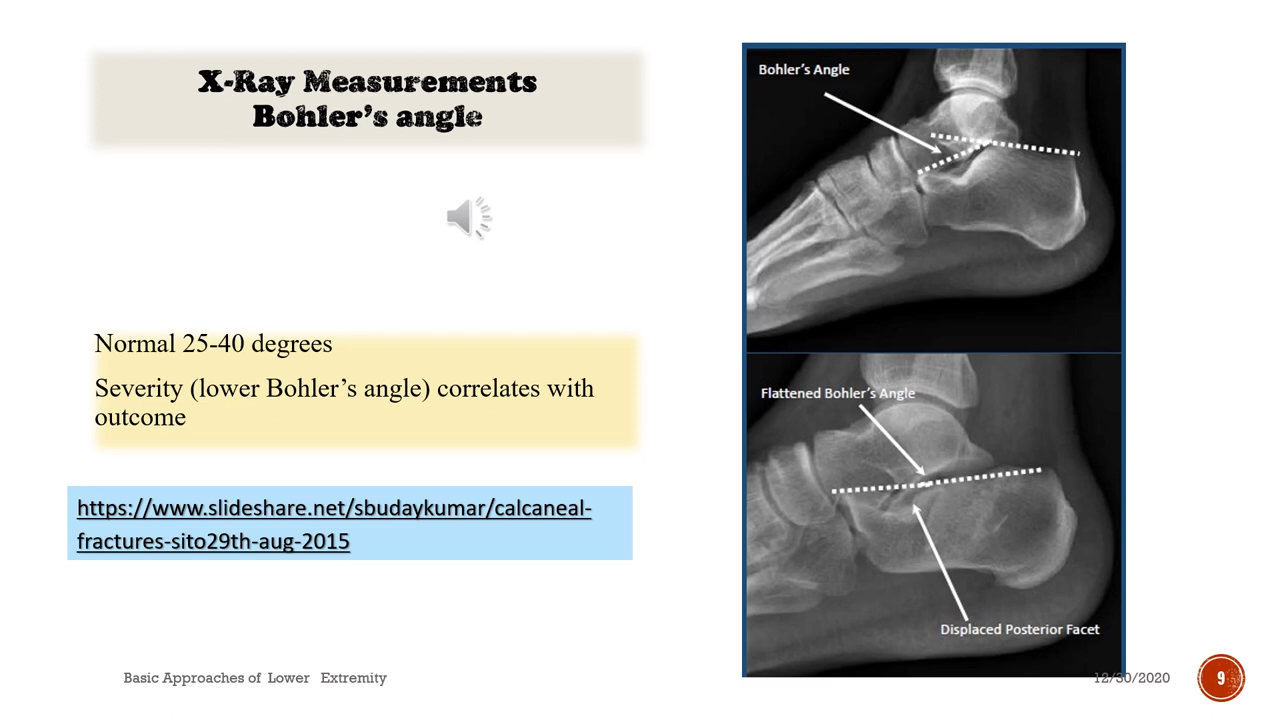 X-Ray Measurements
Bohler's angle
Normal 25-40 degrees
Severity (lower Bohler's angle) correlates with
outcome
https://www.slideshare.net/sbudaykumar/calcaneal-
fractures-sito29th-aug-2015
Bohler's Angle
Flattened Bohler's Angle
Displaced Posterior Facet
Basic Approaches of Lower Extremity
12/30/2020
9